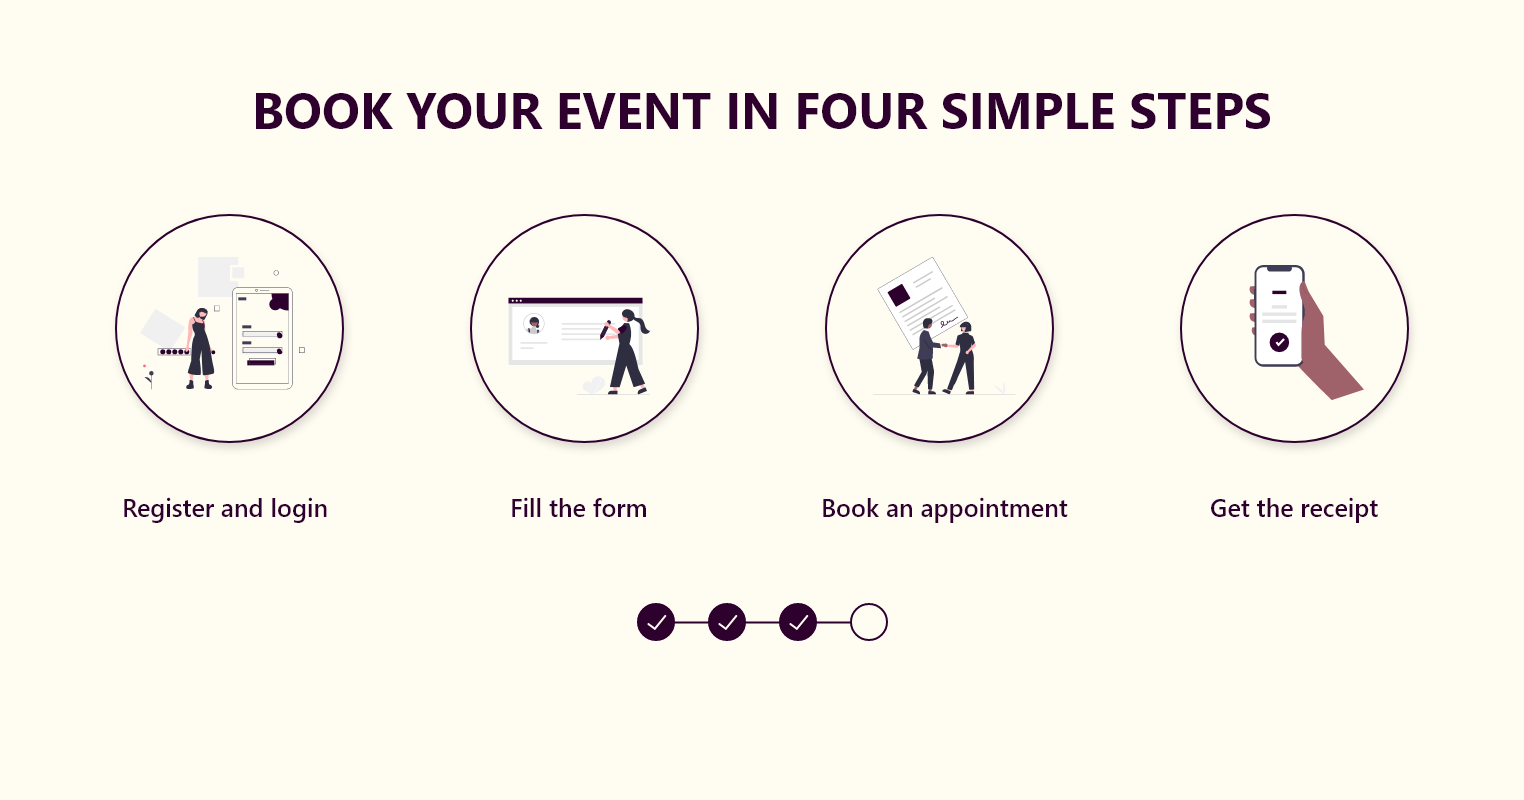 BOOK YOUR EVENT IN FOUR SIMPLE STEPS
Register and login
Fill the form
Book an appointment
Get the receipt